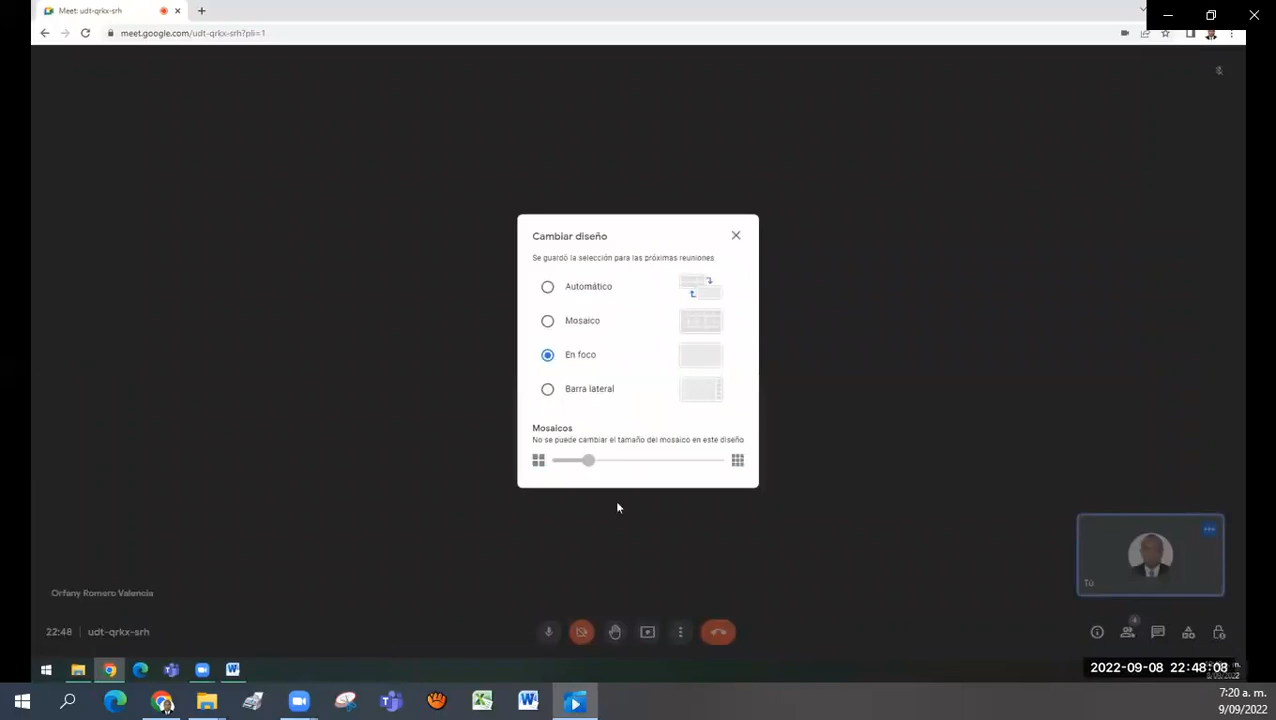 Meet: udt-qrkx-srh
meet.google.com/udt-qrkx-srh?pli=1
Cambiar diseño
Se guardó la selección para las próximas reuniones
Automático
Mosaico
En foco
Barra lateral
Mosaicos
No se puede cambiar el tamaño del mosaico en este diseño
Tú
Orfany Romero Valencia
22:48 | udt-qrkx-srh
4
2022-09-08 22:48:08
7:20 a. m.
9/09/2022